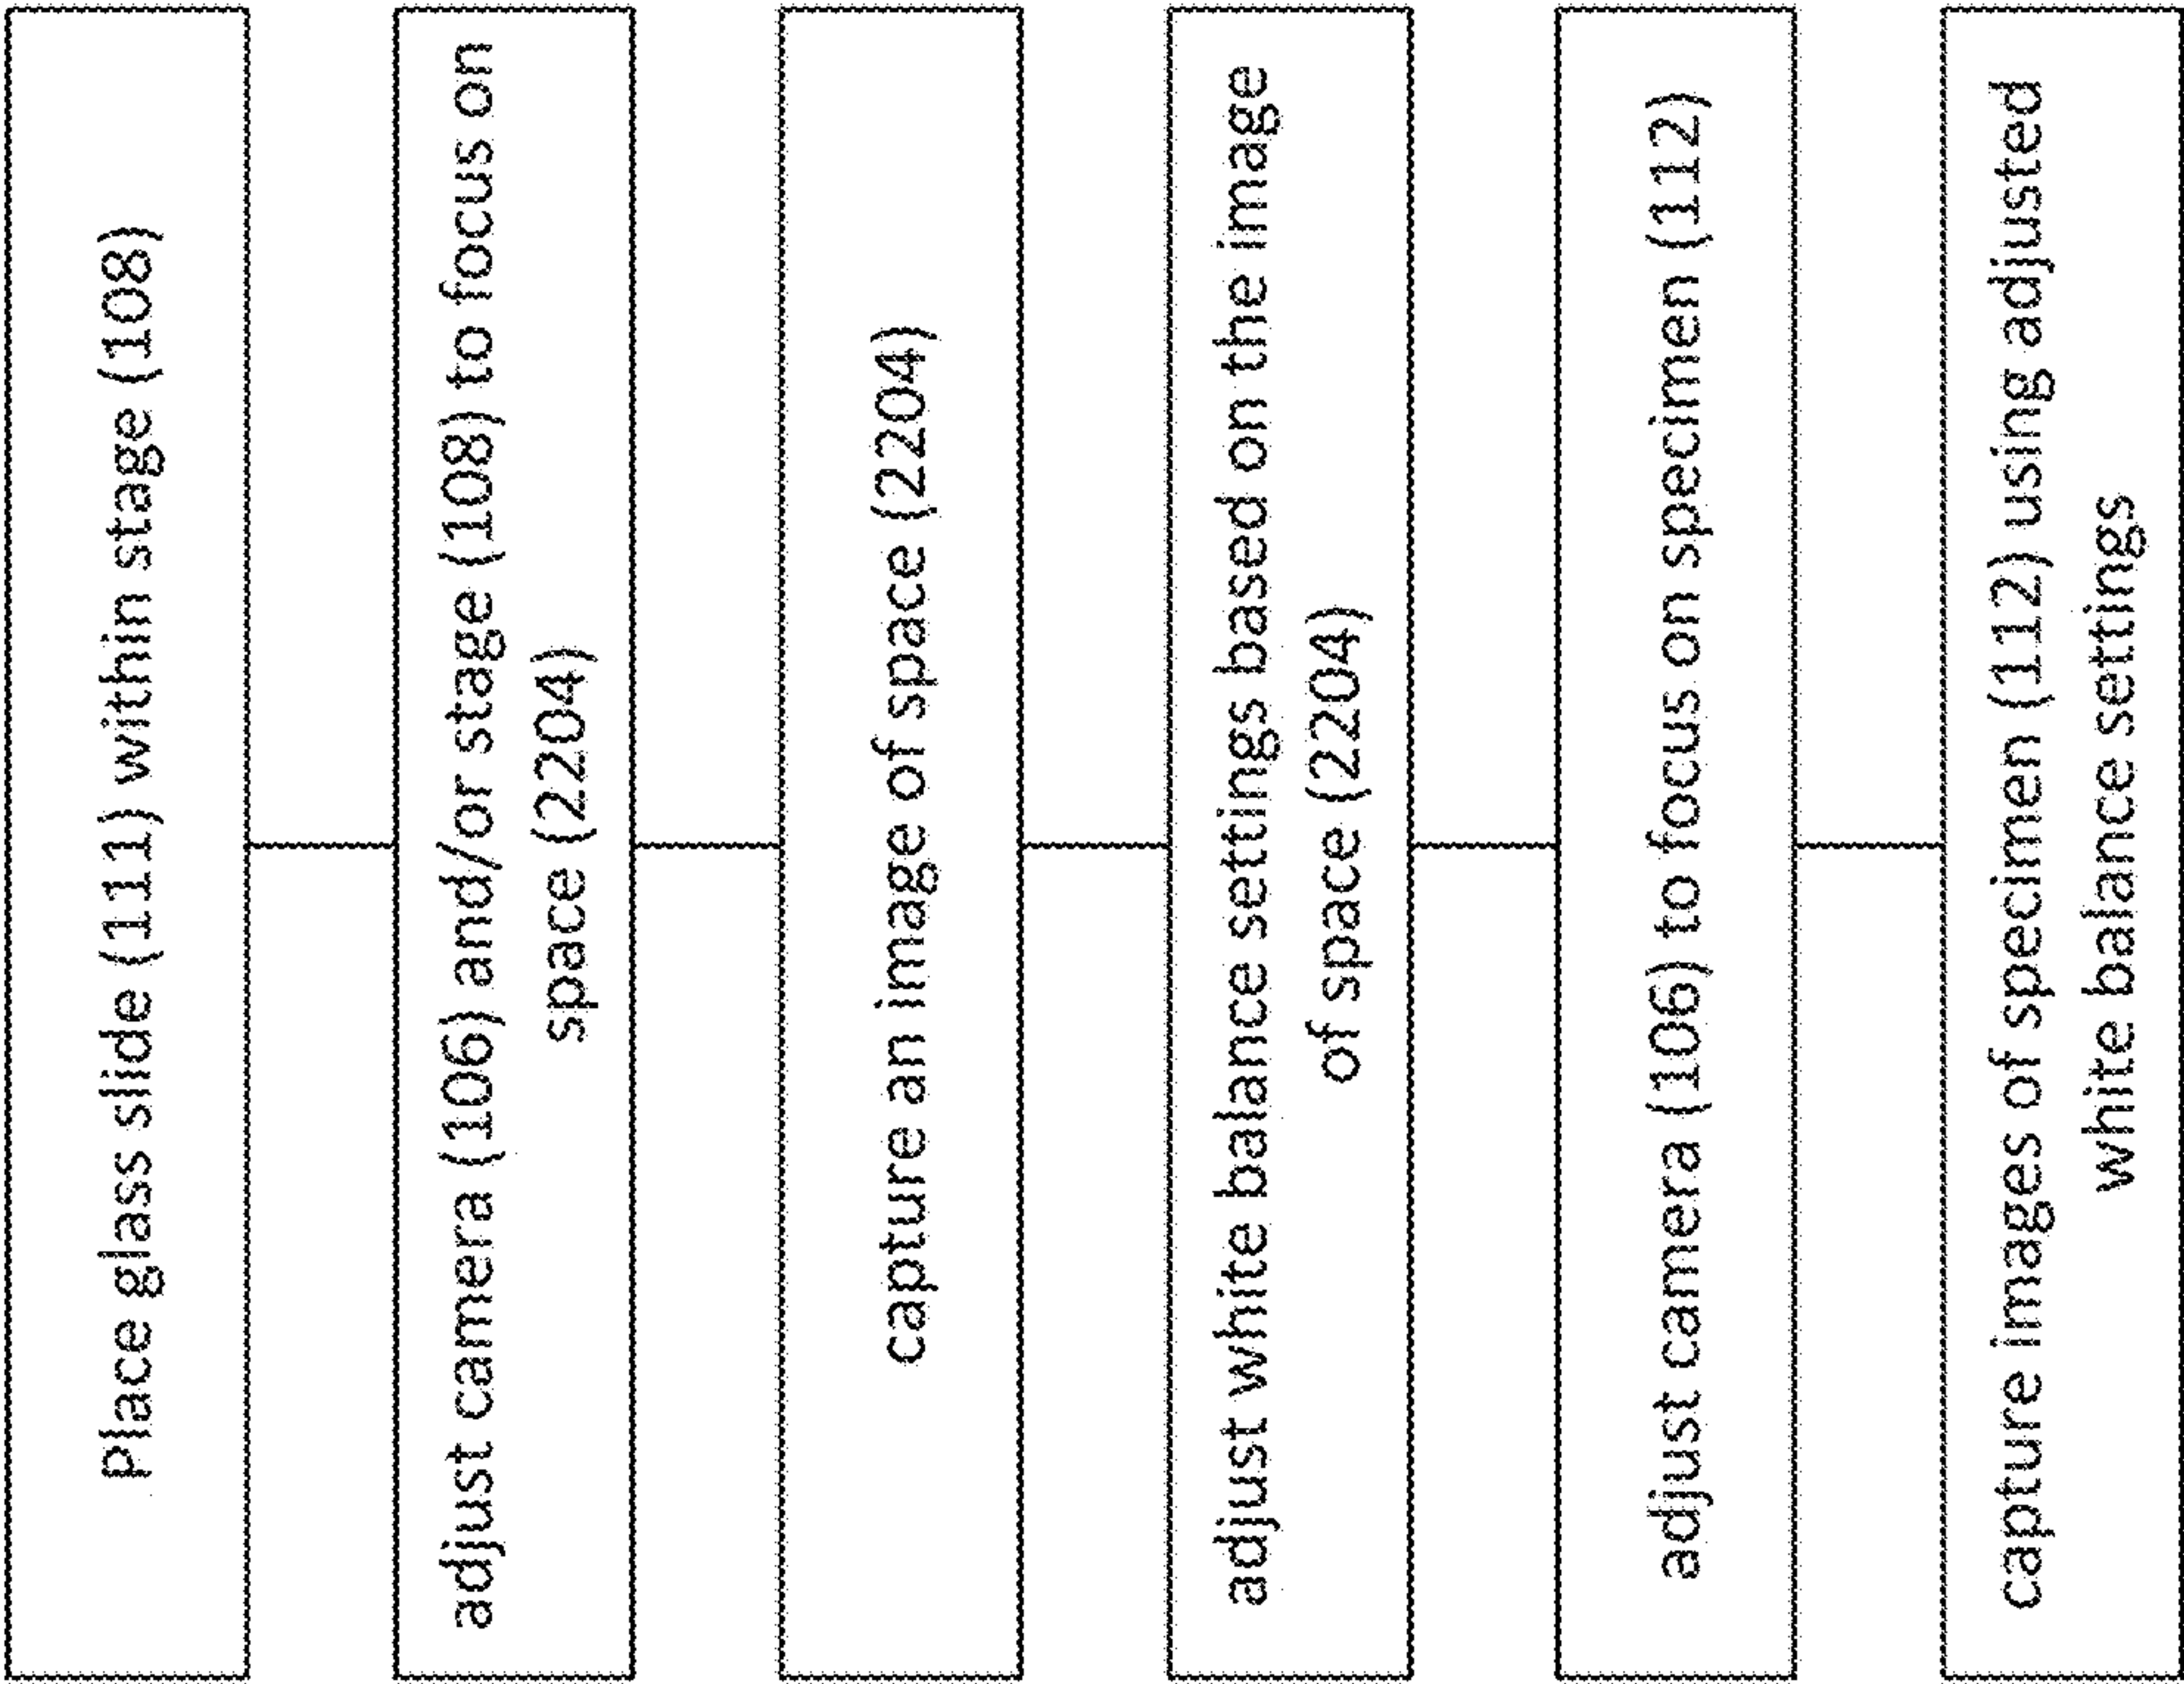 Place glass slide (111) within stage (108)
adjust camera (106) and/or stage (108) to focus on
space (2204)
capture an image of space (2204)
adjust white balance settings based on the image
of space (2204)
adjust camera (106) to focus on specimen (112)
capture images of specimen (112) using adjusted
white balance settings